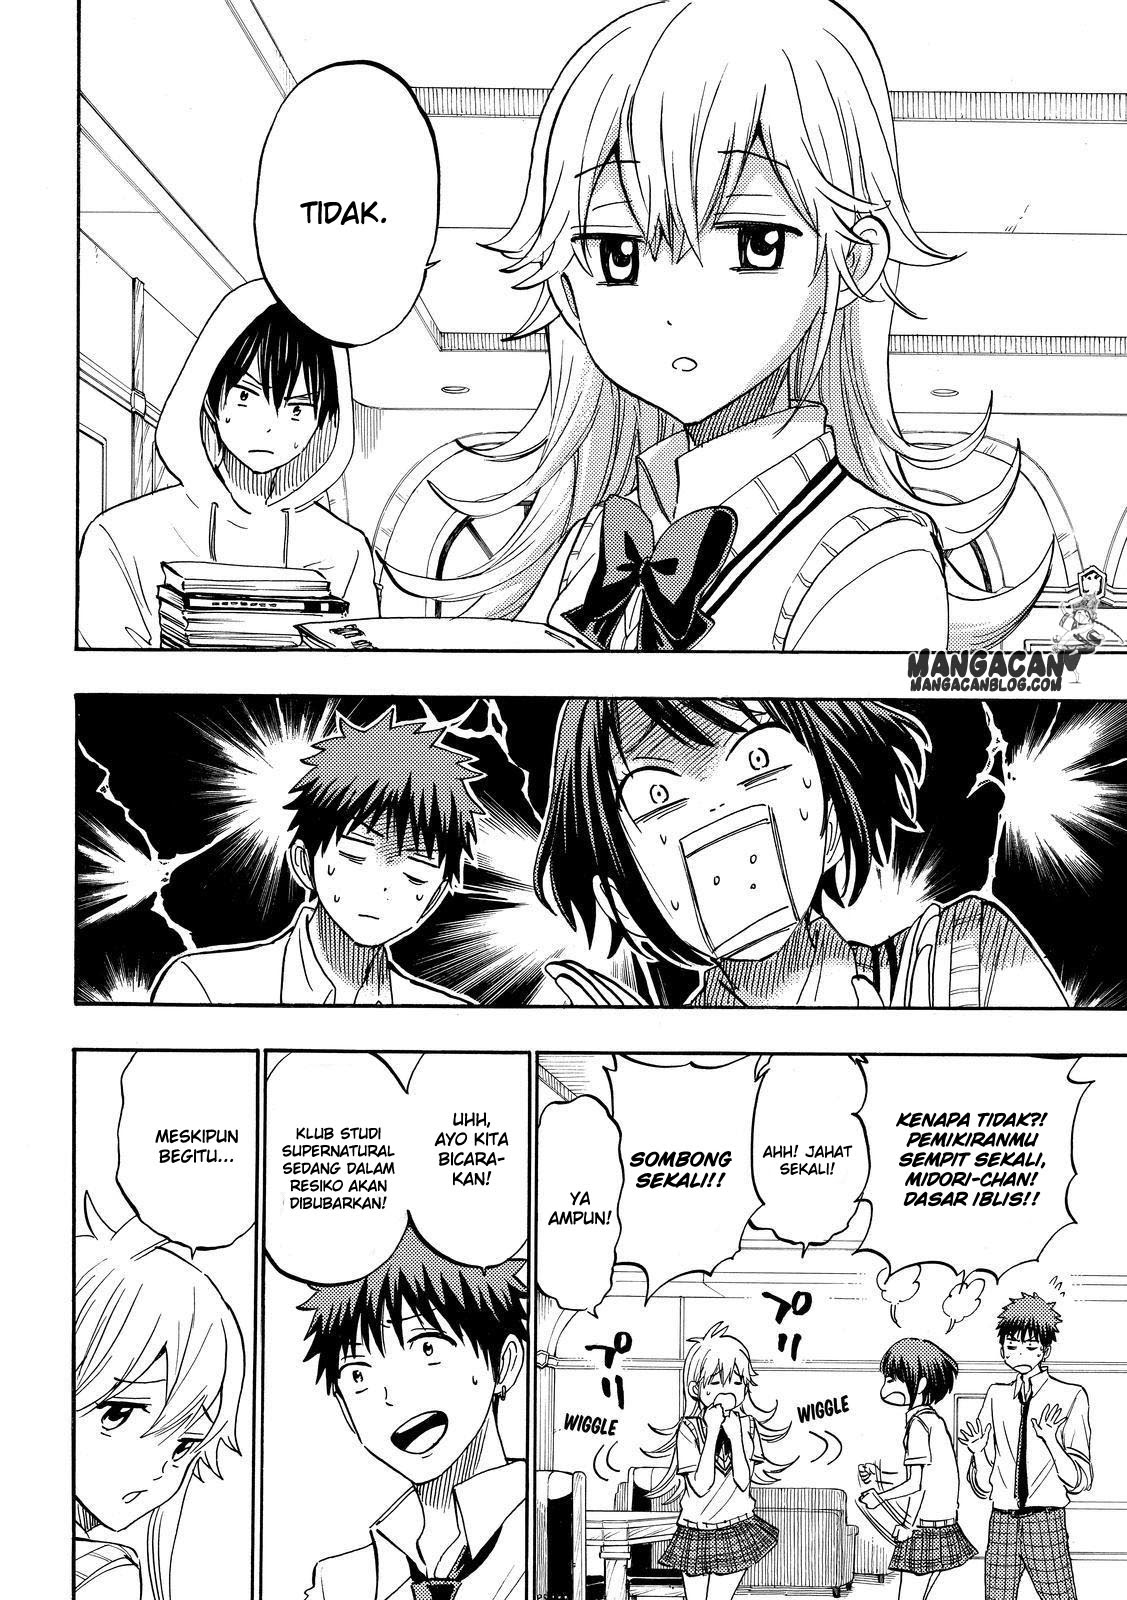 TIDAK.
MANGACAN
MANGACANBLOG.COM
KENAPA TIDAK?!
PEMIKIRANMU
SEMPIT SEKALI,
MIDORI-CHAN!
DASAR IBLIS!!
AHH! JAHAT
SEKALI!
SOMBONG
SEKALI!!
YA
AMPUN!
プリ
WIGGLE
プリ
WIGGLE
UHH,
AYO KITA
BICARA-
KAN!
KLUB STUDI
SUPERNATURAL
SEDANG DALAM
RESIKO AKAN
DIBUBARKAN!
MESKIPUN
BEGITU...